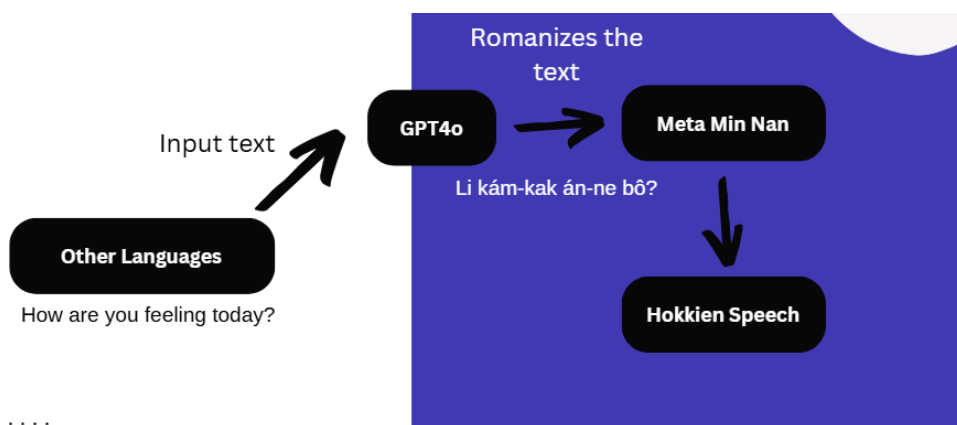 Romanizes the
text
GPT4o
Meta Min Nan
Input text
Li kám-kak án-ne bô?
Other Languages
Hokkien Speech
How are you feeling today?
. . . .